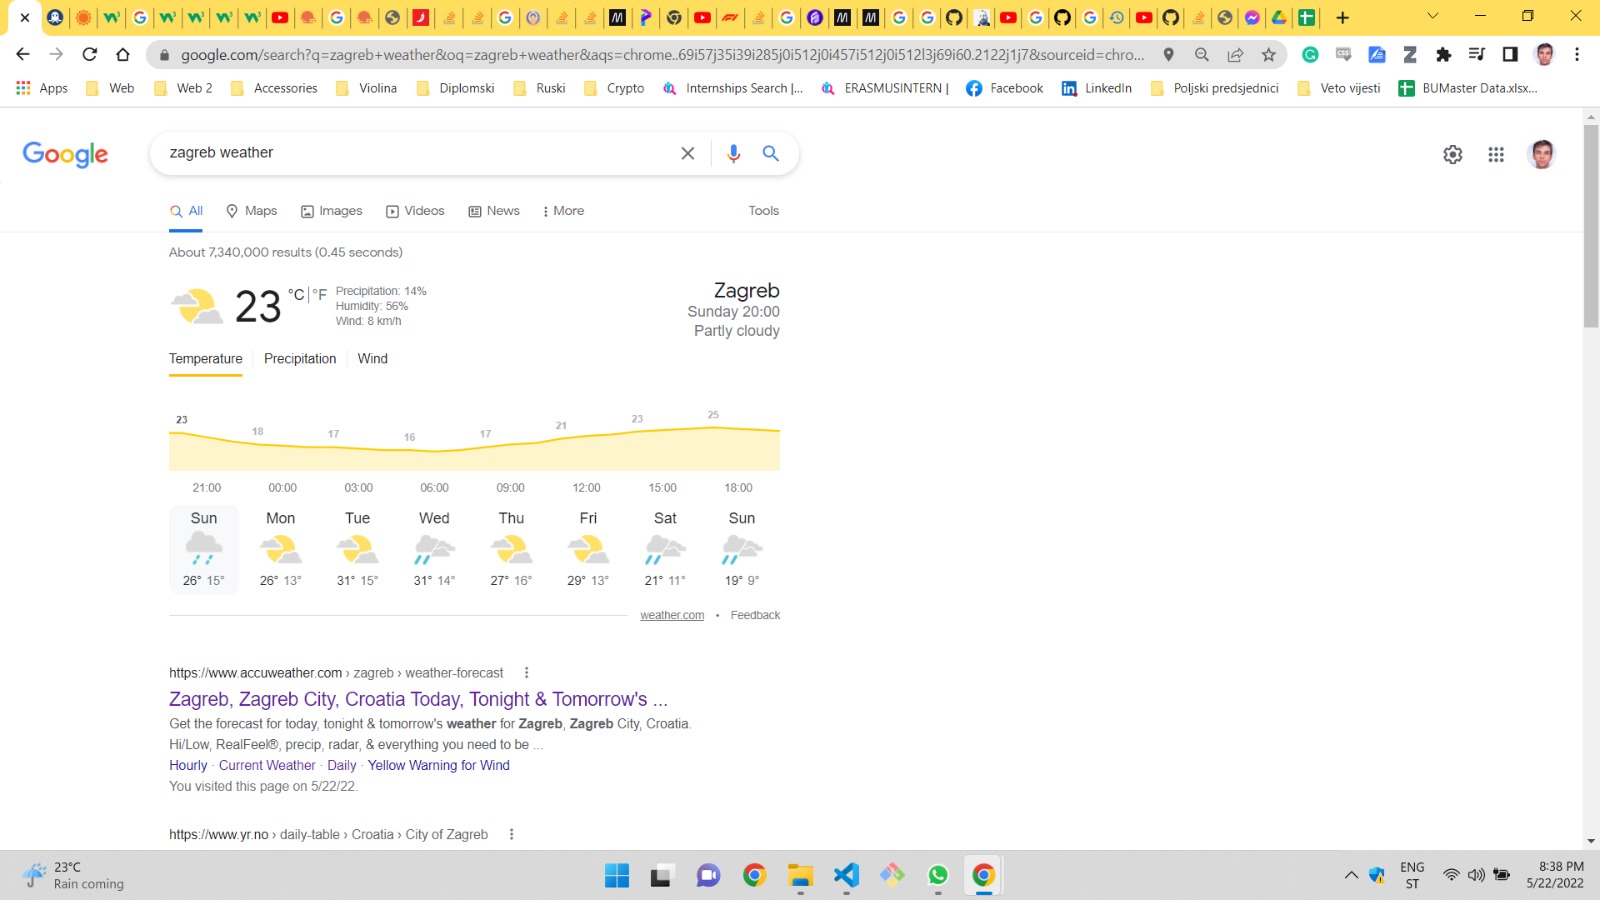 google.com/search?q=zagreb+weather&oq=zagreb+weather&aqs=chrome..69i57j35i39i285j0i512j0i457i512j0i512l3j69i60.2122j1j7&sourceid=chro...
Apps Web Web 2 Accessories Violina Diplomski Ruski Crypto Internships Search |... ERASMUSINTERN | Facebook LinkedIn Poljski predsjednici Veto vijesti BUMaster Data.xlsx...
Google
zagreb weather
All Maps Images Videos News More Tools
About 7,340,000 results (0.45 seconds)
23 °C | °F
Precipitation: 14%
Humidity: 56%
Wind: 8 km/h
Zagreb
Sunday 20:00
Partly cloudy
Temperature Precipitation Wind
23 18 17 16 17 21 23 25
21:00 00:00 03:00 06:00 09:00 12:00 15:00 18:00
Sun Mon Tue Wed Thu Fri Sat Sun
26° 15° 26° 13° 31° 15° 31° 14° 27° 16° 29° 13° 21° 11° 19° 9°
weather.com • Feedback
https://www.accuweather.com › zagreb › weather-forecast
Zagreb, Zagreb City, Croatia Today, Tonight & Tomorrow's ...
Get the forecast for today, tonight & tomorrow's weather for Zagreb, Zagreb City, Croatia.
Hi/Low, RealFeel®, precip, radar, & everything you need to be ...
Hourly · Current Weather · Daily · Yellow Warning for Wind
You visited this page on 5/22/22.
https://www.yr.no › daily-table › Croatia › City of Zagreb
23°C
Rain coming
ENG
ST
8:38 PM
5/22/2022